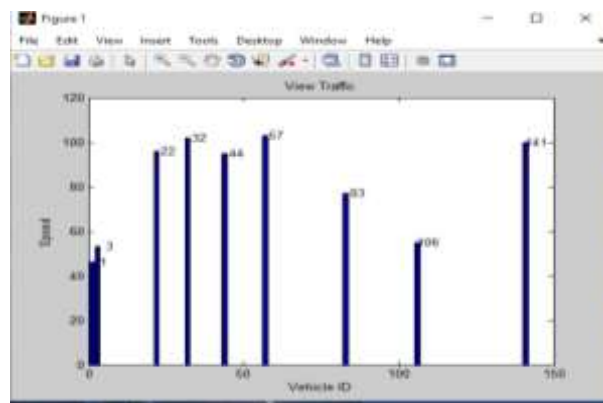 Figure 1
File Edit View Insert Tools Desktop Window Help
View Traffic
120
100
80
60
40
20
0
Speed
1
3
22
32
44
57
83
106
141
0 50 100 150
Vehicle ID